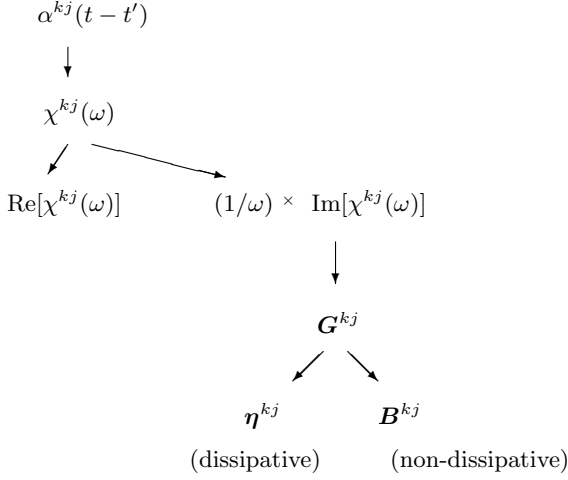 α^{kj}(t − t′)
χ^{kj}(ω)
Re[χ^{kj}(ω)] (1/ω) × Im[χ^{kj}(ω)]
G^{kj}
η^{kj} B^{kj}
(dissipative) (non-dissipative)